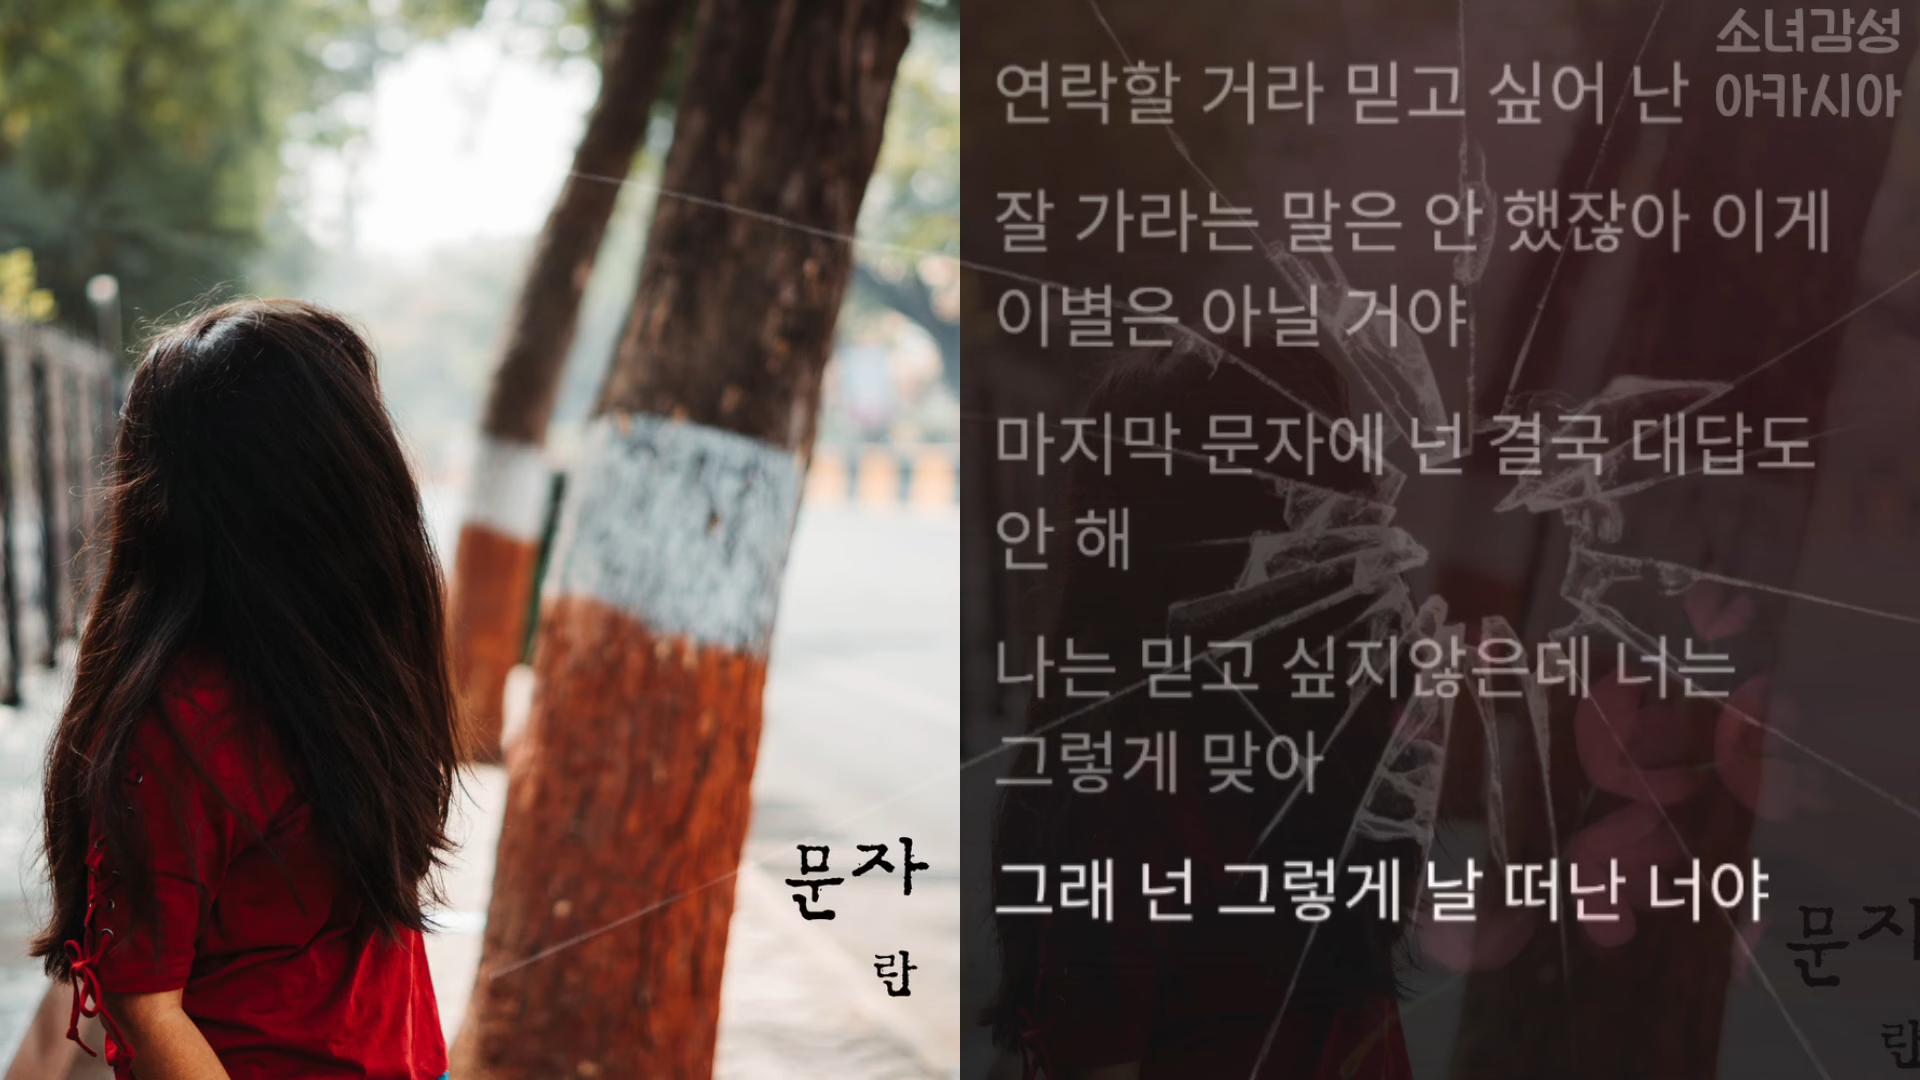 문자
란
소녀감성
아카시아
연락할 거라 믿고 싶어 난
잘 가라는 말은 안 했잖아 이게
이별은 아닐 거야
마지막 문자에 넌 결국 대답도
안 해
나는 믿고 싶지않은데 너는
그렇게 맞아
그래 넌 그렇게 날 떠난 너야
문자
란